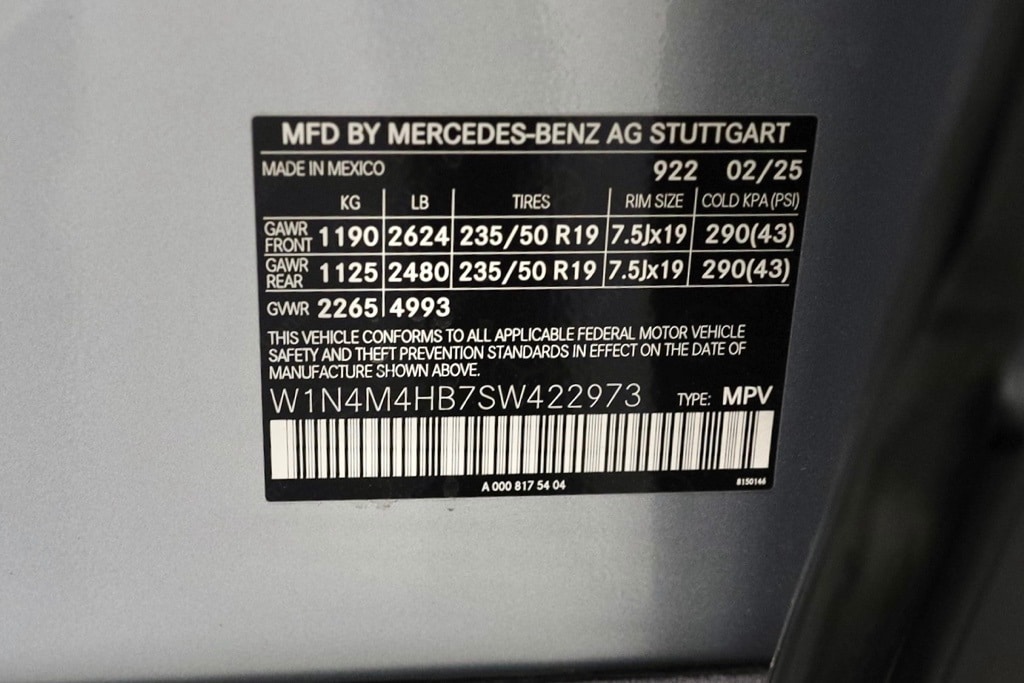 MFD BY MERCEDES-BENZ AG STUTTGART
MADE IN MEXICO 922 02/25
KG LB TIRES RIM SIZE COLD KPA (PSI)
GAWR FRONT 1190 2624 235/50 R19 7.5Jx19 290(43)
GAWR REAR 1125 2480 235/50 R19 7.5Jx19 290(43)
GVWR 2265 4993
THIS VEHICLE CONFORMS TO ALL APPLICABLE FEDERAL MOTOR VEHICLE
SAFETY AND THEFT PREVENTION STANDARDS IN EFFECT ON THE DATE OF
MANUFACTURE SHOWN ABOVE.
W1N4M4HB7SW422973 TYPE: MPV
A 000 817 54 04 8150146